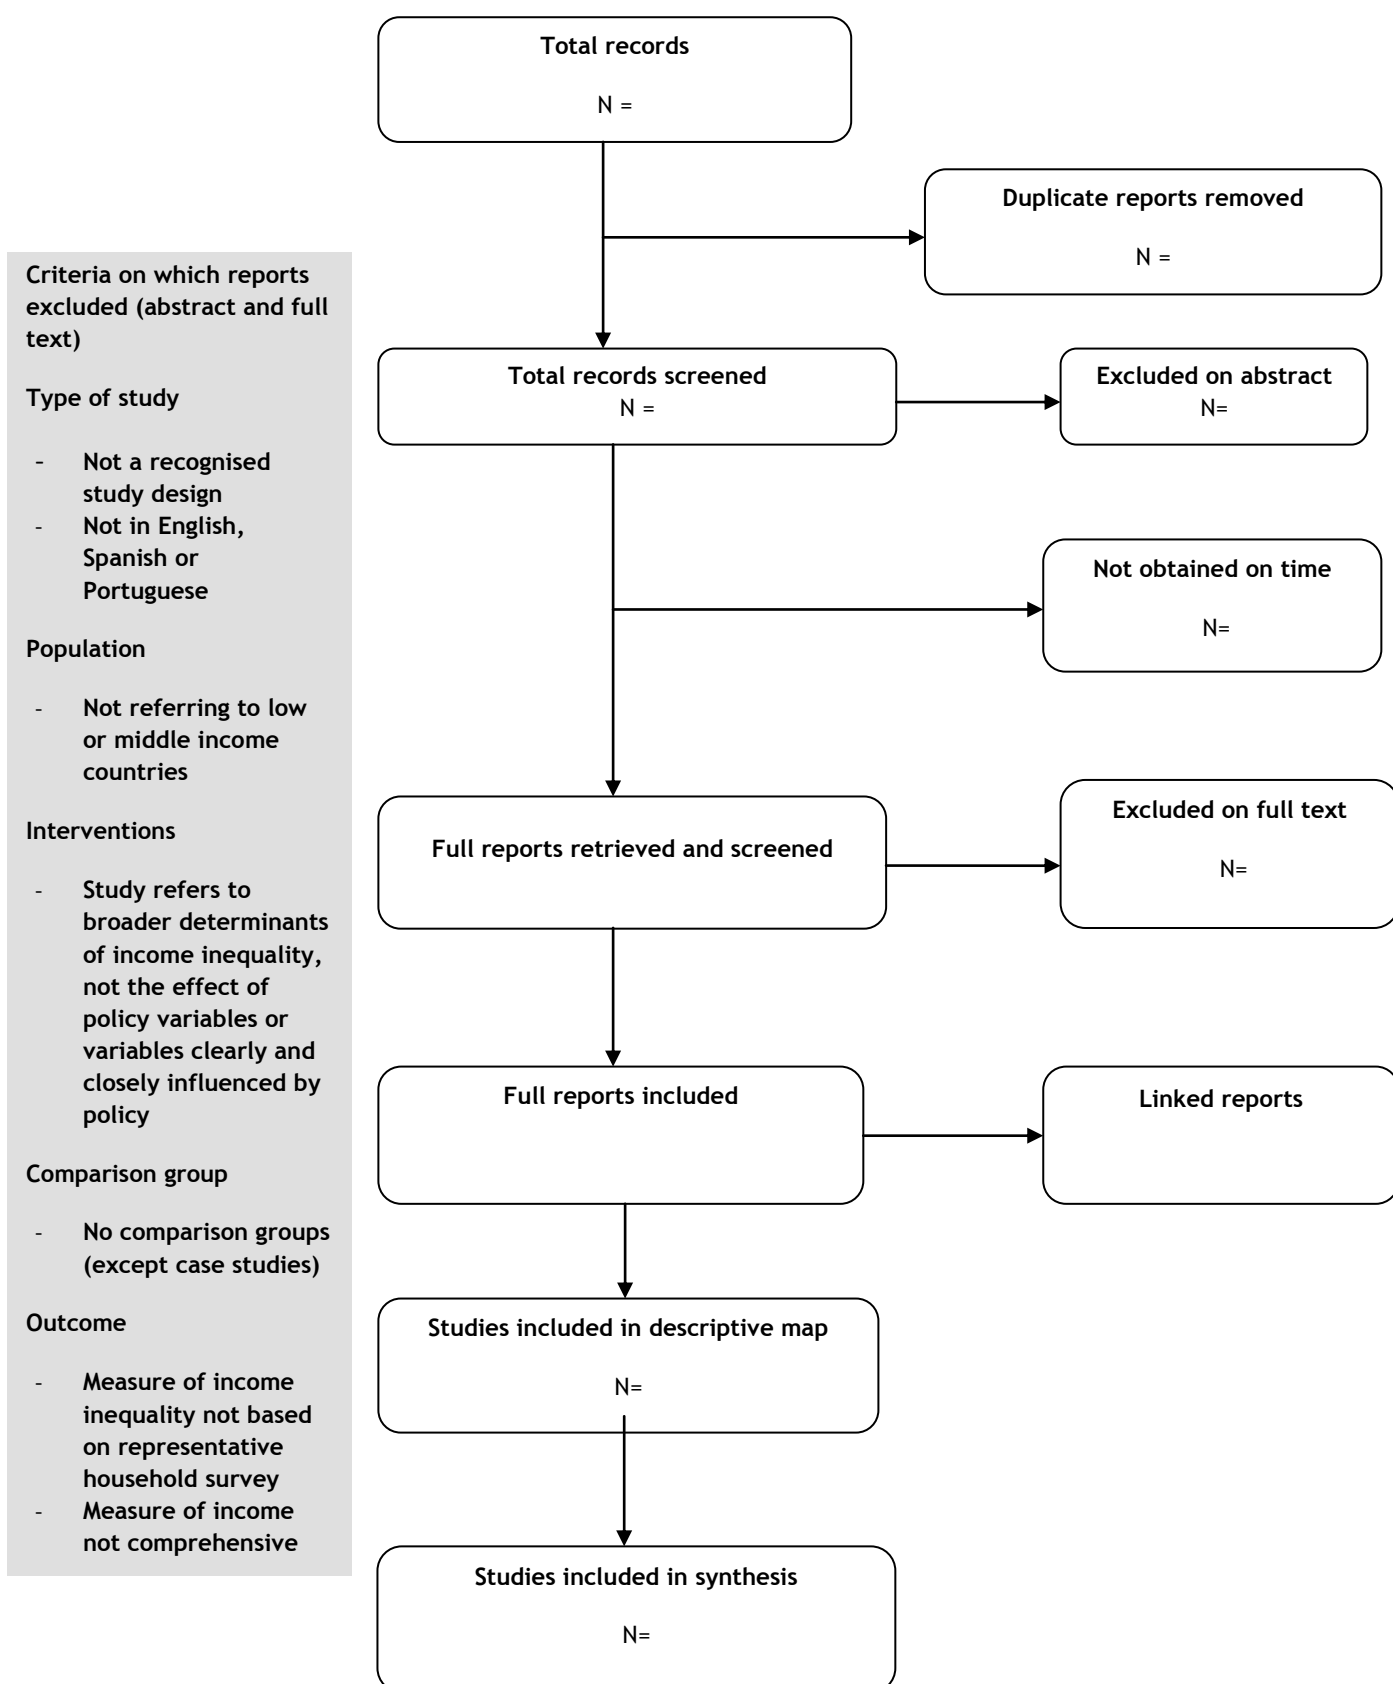 Total records
N =
Duplicate reports removed
N =
Criteria on which reports
excluded (abstract and full
text)
Type of study
- Not a recognised
study design
- Not in English,
Spanish or
Portuguese
Population
- Not referring to low
or middle income
countries
Interventions
- Study refers to
broader determinants
of income inequality,
not the effect of
policy variables or
variables clearly and
closely influenced by
policy
Comparison group
- No comparison groups
(except case studies)
Outcome
- Measure of income
inequality not based
on representative
household survey
- Measure of income
not comprehensive
Total records screened
N =
Excluded on abstract
N=
Not obtained on time
N=
Full reports retrieved and screened
Excluded on full text
N=
Full reports included
Linked reports
Studies included in descriptive map
N=
Studies included in synthesis
N=